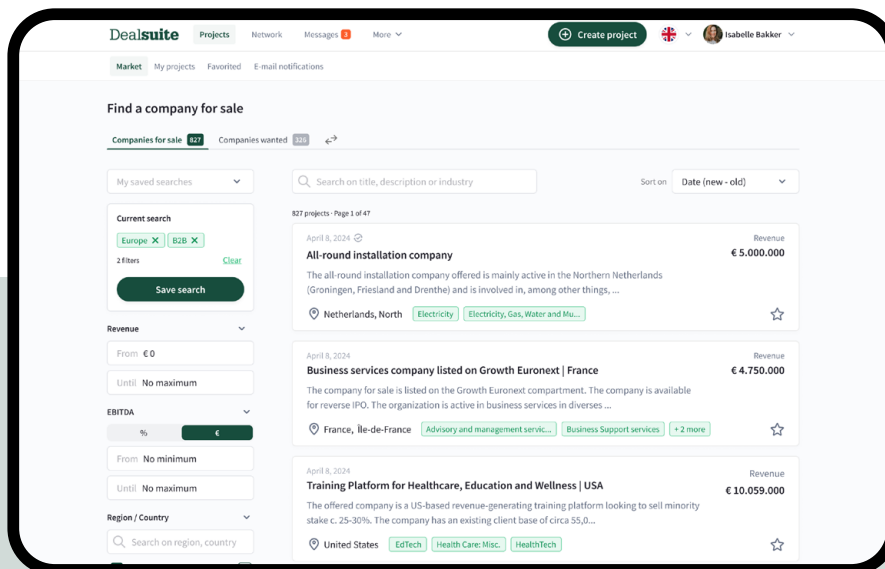 Dealsuite Projects Network Messages 3 More Create project Isabelle Bakker
Market My projects Favorited E-mail notifications
Find a company for sale
Companies for sale 827 Companies wanted 320
My saved searches
Search on title, description or industry
Sort on Date (new - old)
Current search
Europe B2B
2 filters Clear
Save search
Revenue
From € 0
Until No maximum
EBITDA
% €
From No minimum
Until No maximum
Region / Country
Search on region, country
827 projects · Page 1 of 47
April 8, 2024 Revenue
All-round installation company € 5.000.000
The all-round installation company offered is mainly active in the Northern Netherlands
(Groningen, Friesland and Drenthe) and is involved in, among other things, ...
Netherlands, North Electricity Electricity, Gas, Water and Mu...
April 8, 2024 Revenue
Business services company listed on Growth Euronext | France € 4.750.000
The company for sale is listed on the Growth Euronext compartment. The company is available
for reverse IPO. The organization is active in business services in diverses ...
France, Île-de-France Advisory and management servic... Business Support services + 2 more
April 8, 2024 Revenue
Training Platform for Healthcare, Education and Wellness | USA € 10.059.000
The offered company is a US-based revenue-generating training platform looking to sell minority
stake c. 25-30%. The company has an existing client base of circa 55,0...
United States EdTech Health Care: Misc. HealthTech